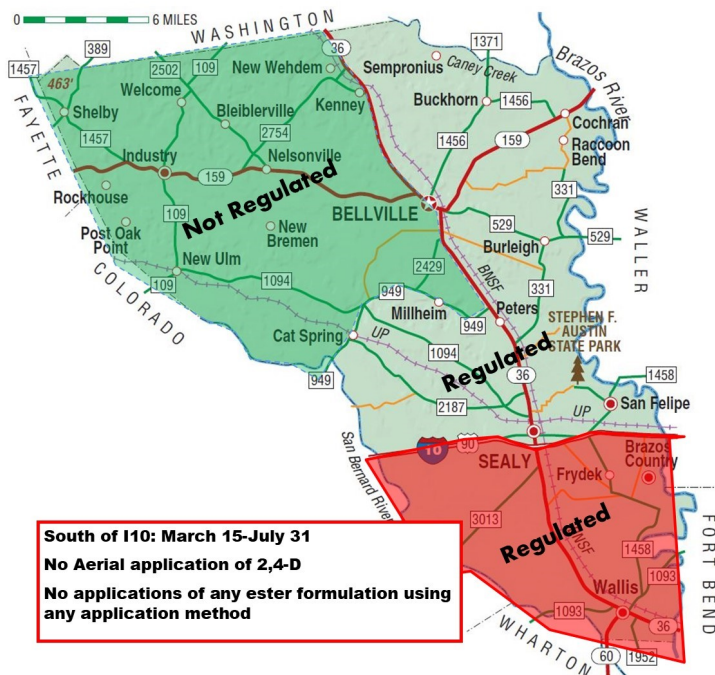 0 6 MILES
WASHINGTON
389
1457
463'
2502
109
36
New Wehdem
Sempronius
Caney Creek
1371
Brazos River
Welcome
Kenney
Buckhorn
1456
Shelby
Bleiblerville
Cochran
FAYETTE
1457
2754
1456
159
Raccoon
Bend
Industry
Nelsonville
159
Not Regulated
331
Rockhouse
109
BELLVILLE
WALLER
Post Oak
Point
New
Bremen
529
529
Burleigh
COLORADO
New Ulm
2429
BNSF
109
1094
949
331
Millheim
949
Peters
STEPHEN F.
AUSTIN
STATE PARK
Cat Spring
UP
1094
Regulated
949
36
1458
2187
UP
San Felipe
San Bernard River
10
90
SEALY
Brazos
Country
Frydek
3013
Regulated
BNSF
FORT BEND
South of I10: March 15-July 31
No Aerial application of 2,4-D
No applications of any ester formulation using
any application method
1458
1093
Wallis
1093
36
WHARTON
60
1952